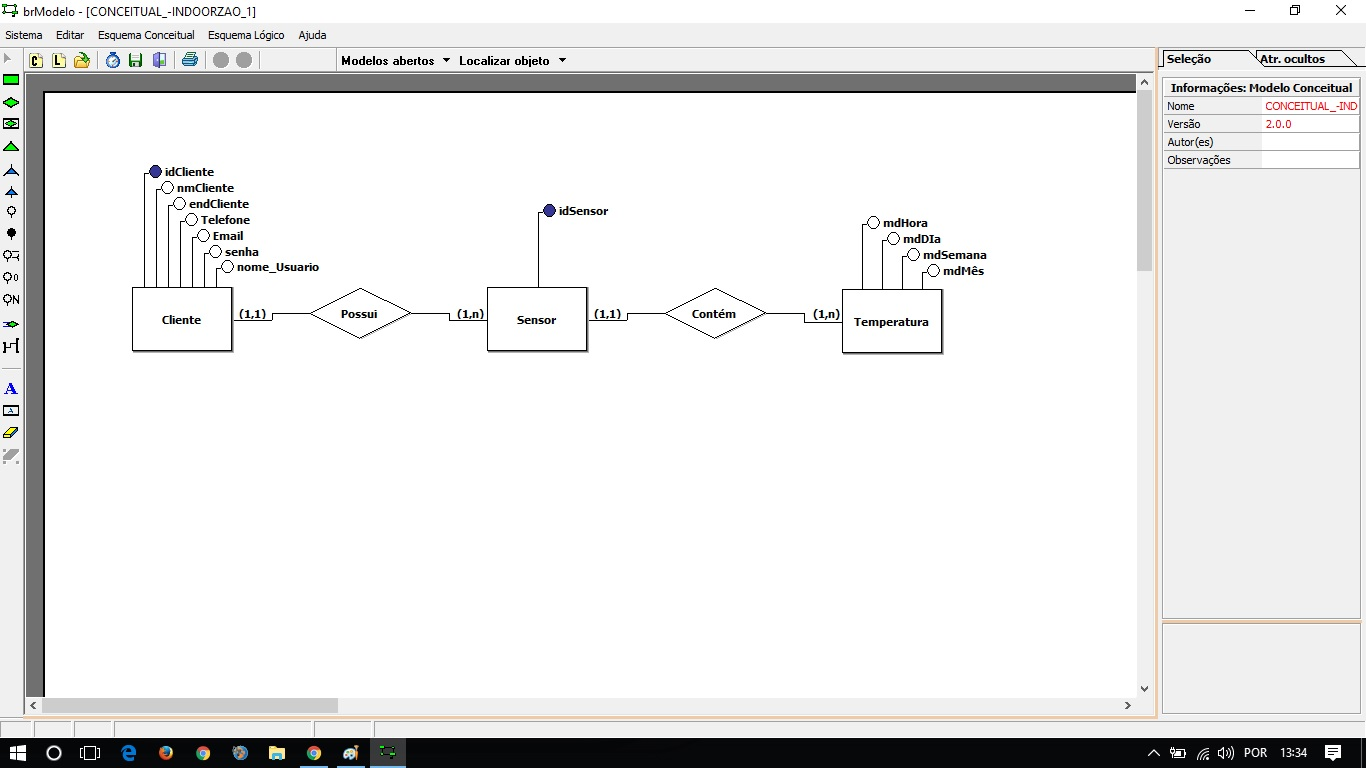 brModelo - [CONCEITUAL_-INDOORZAO_1]
Sistema Editar Esquema Conceitual Esquema Lógico Ajuda
C L Modelos abertos Localizar objeto
Seleção Atr. ocultos
Informações: Modelo Conceitual
Nome CONCEITUAL_-IND
Versão 2.0.0
Autor(es)
Observações
idCliente
nmCliente
endCliente
Telefone
Email
senha
nome_Usuario
idSensor
mdHora
mdDIa
mdSemana
mdMês
Cliente (1,1) Possui (1,n) Sensor (1,1) Contém (1,n) Temperatura
0
N
A
A
POR 13:34